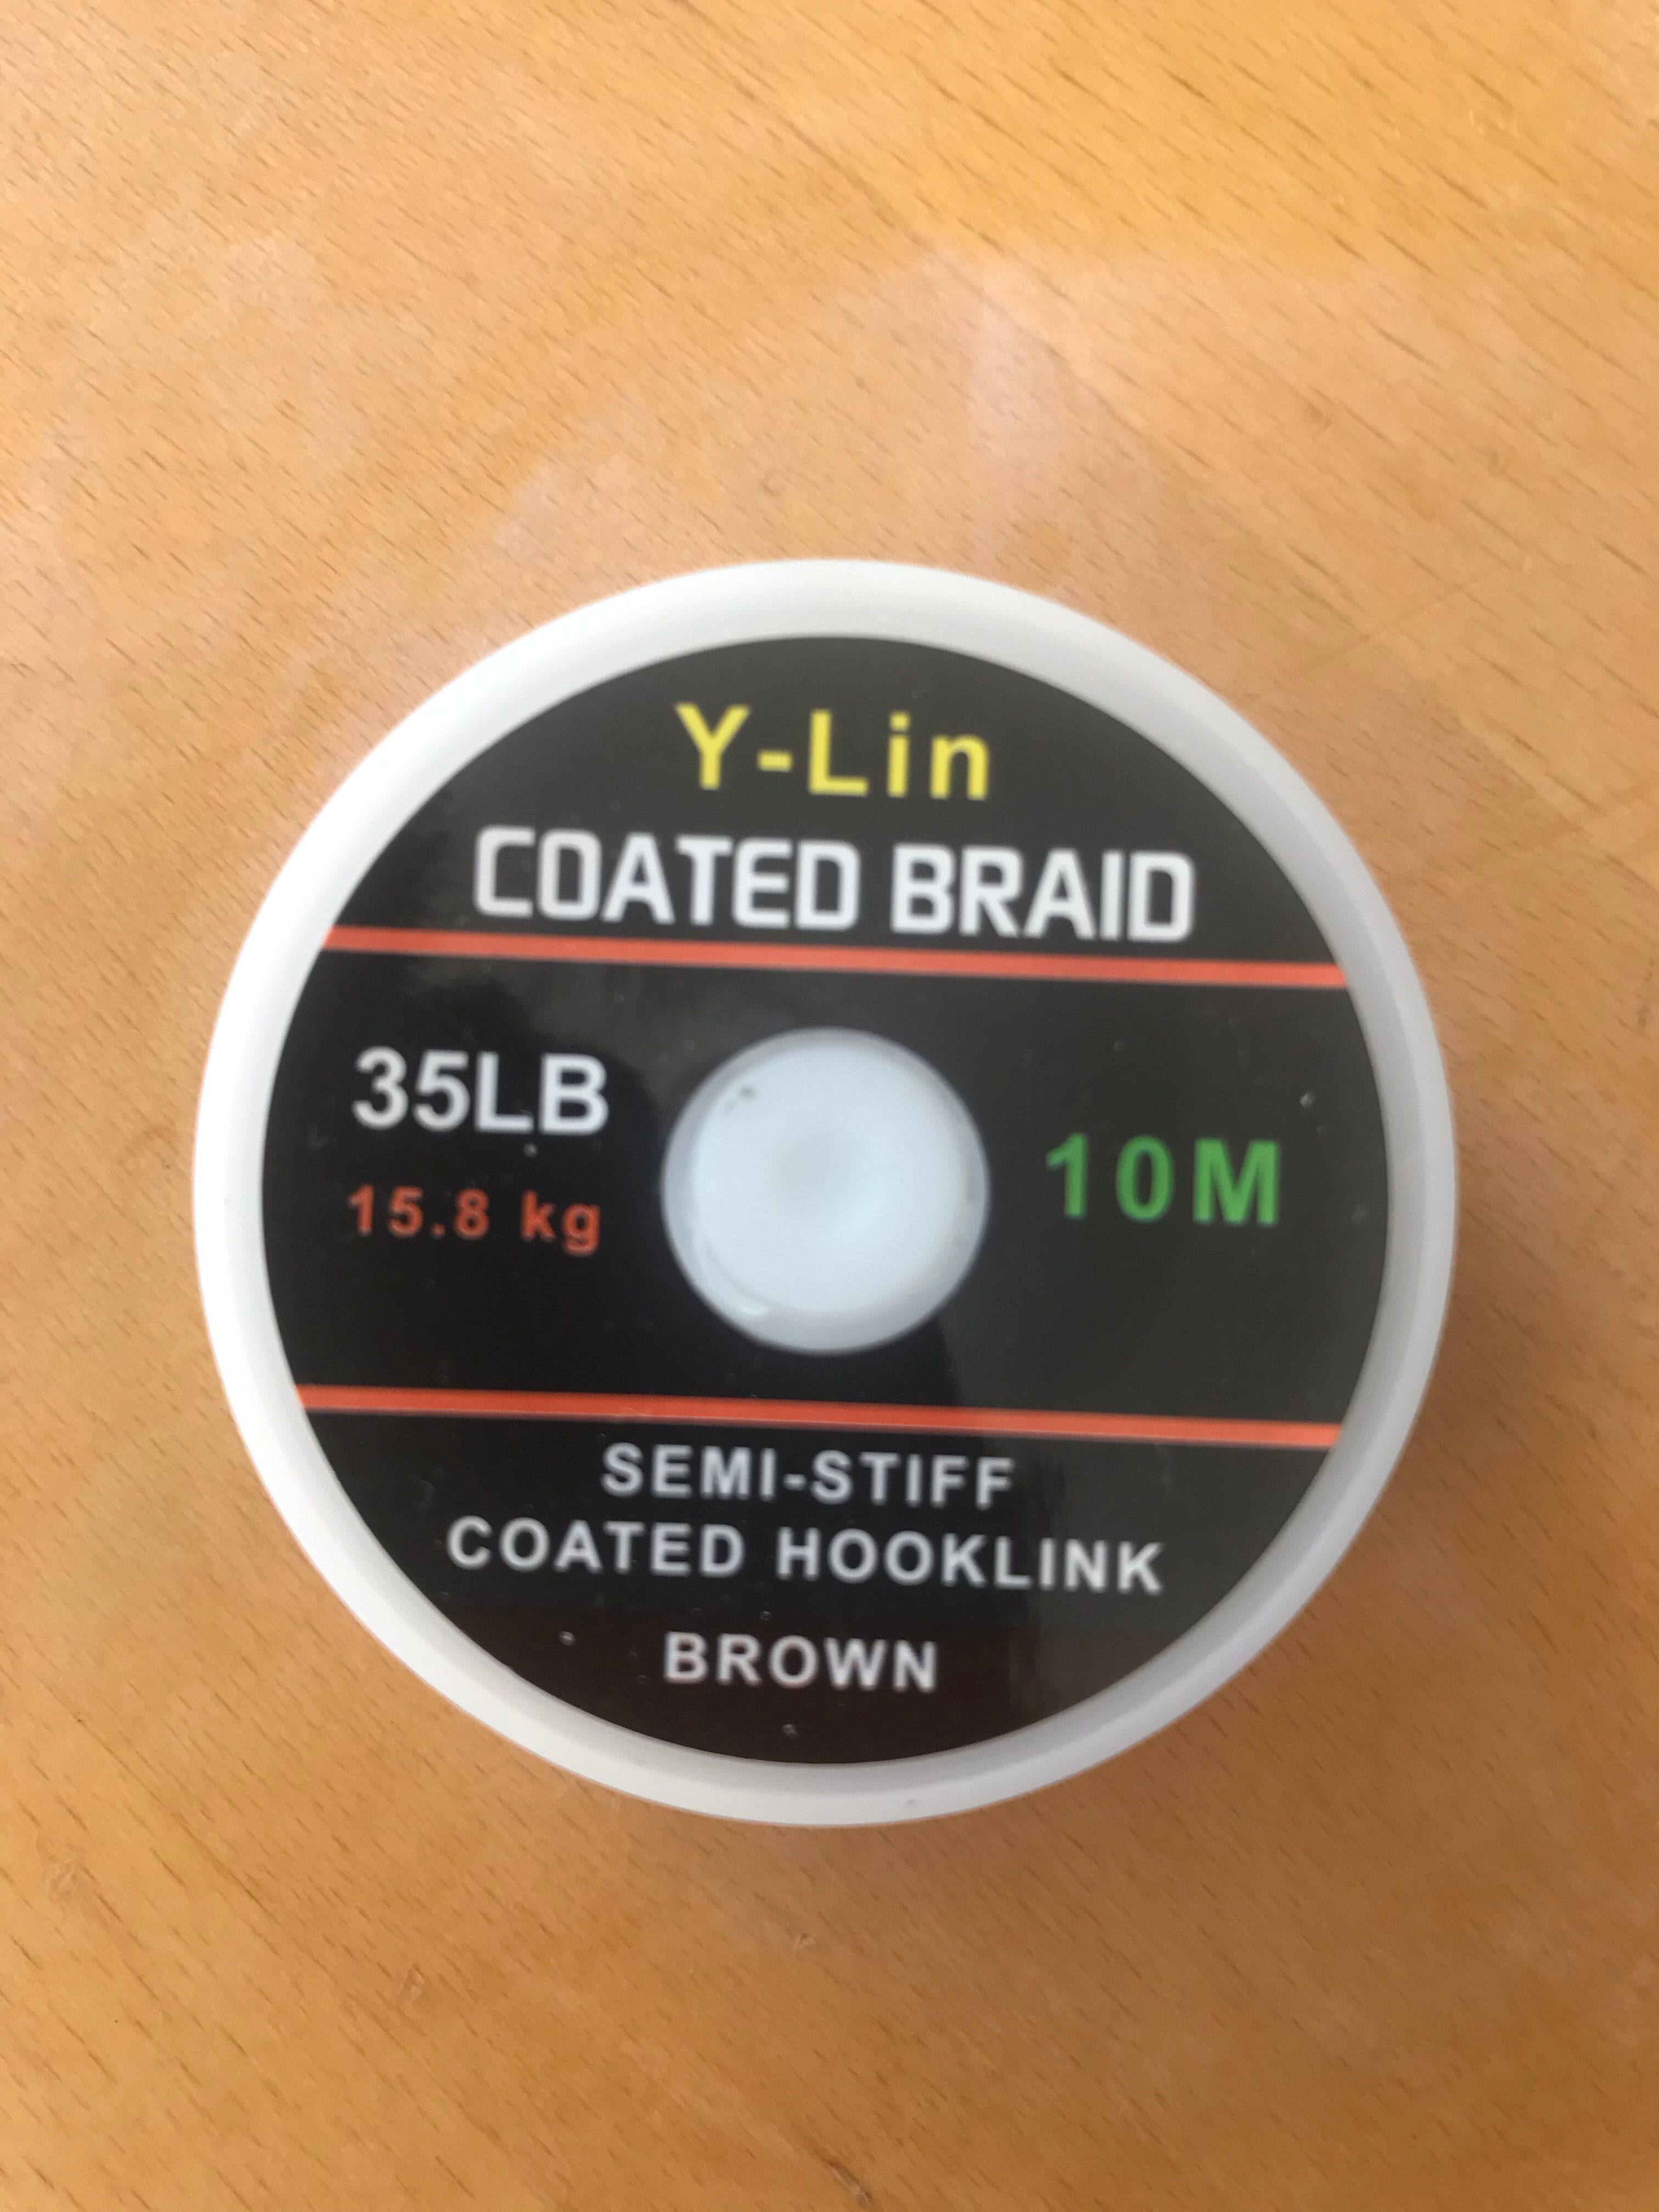 Y-Lin
COATED BRAID
35LB
15.8 kg
10M
SEMI-STIFF
COATED HOOKLINK
BROWN